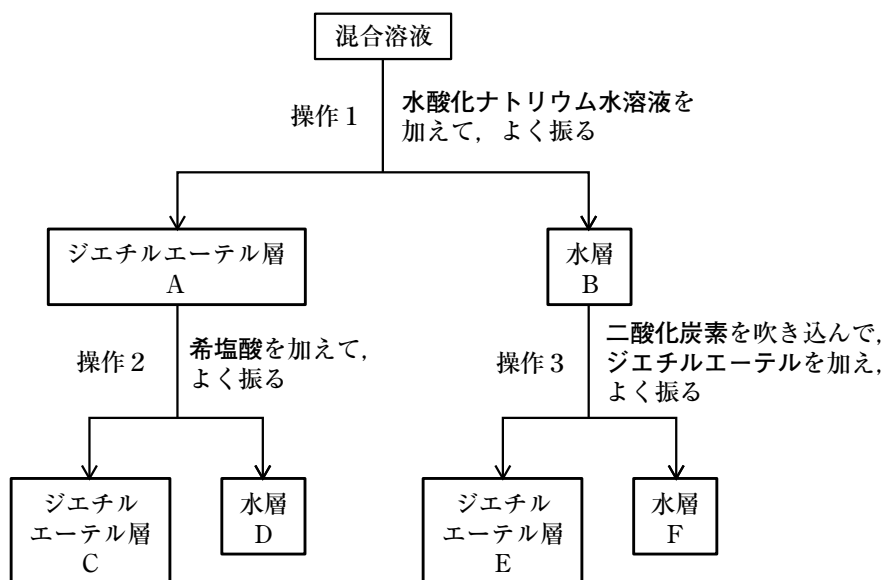 混合溶液
操作1
水酸化ナトリウム水溶液を
加えて，よく振る
ジエチルエーテル層
A
水層
B
操作2
希塩酸を加えて，
よく振る
操作3
二酸化炭素を吹き込んで，
ジエチルエーテルを加え，
よく振る
ジエチル
エーテル層
C
水層
D
ジエチル
エーテル層
E
水層
F